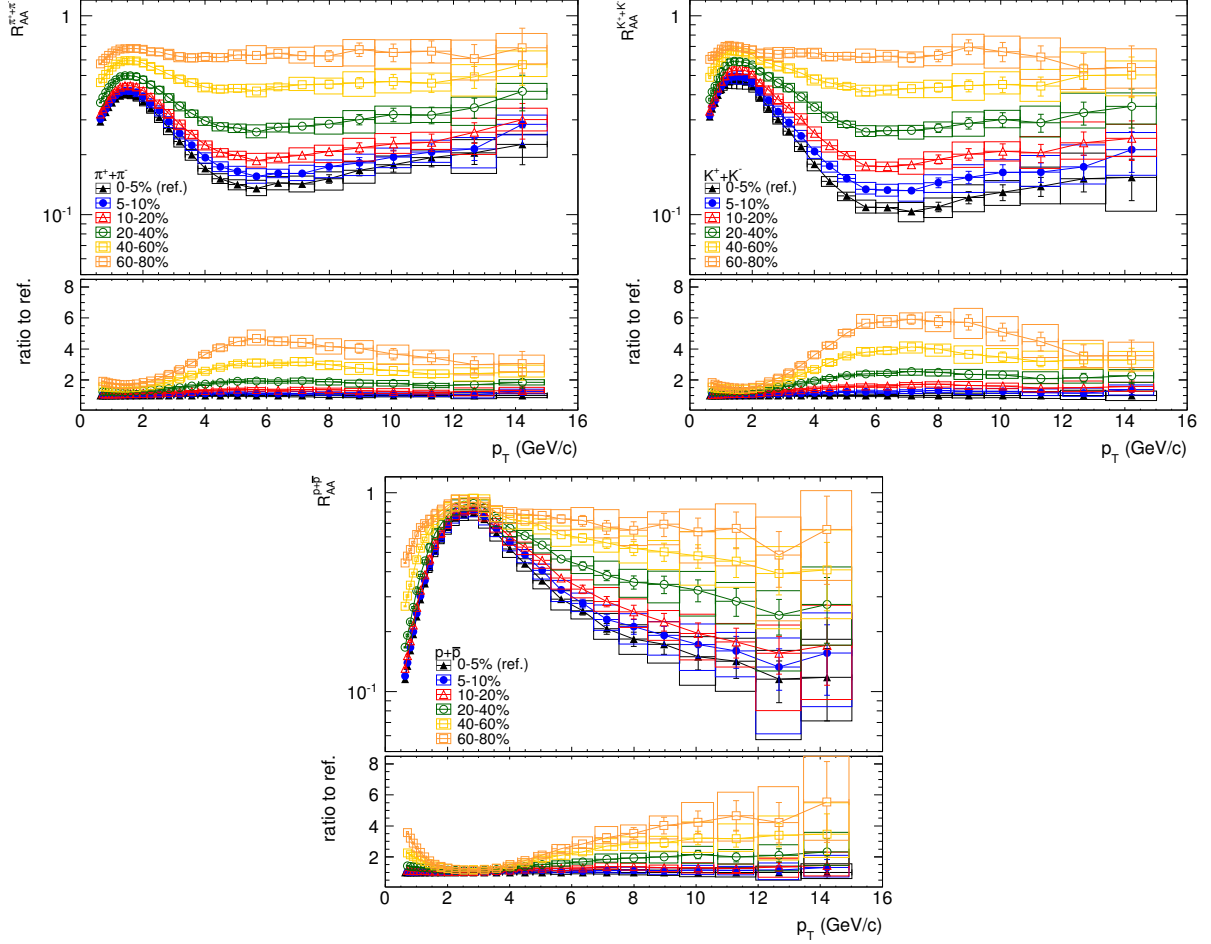 R_AA^π⁺+π⁻
1
10⁻¹
π⁺+π⁻
0-5% (ref.)
5-10%
10-20%
20-40%
40-60%
60-80%
ratio to ref.
8
6
4
2
0 2 4 6 8 10 12 14 16
p_T (GeV/c)
R_AA^K⁺+K⁻
1
10⁻¹
K⁺+K⁻
0-5% (ref.)
5-10%
10-20%
20-40%
40-60%
60-80%
ratio to ref.
8
6
4
2
0 2 4 6 8 10 12 14 16
p_T (GeV/c)
R_AA^p+p̅
1
10⁻¹
p+p̅
0-5% (ref.)
5-10%
10-20%
20-40%
40-60%
60-80%
ratio to ref.
8
6
4
2
0 2 4 6 8 10 12 14 16
p_T (GeV/c)